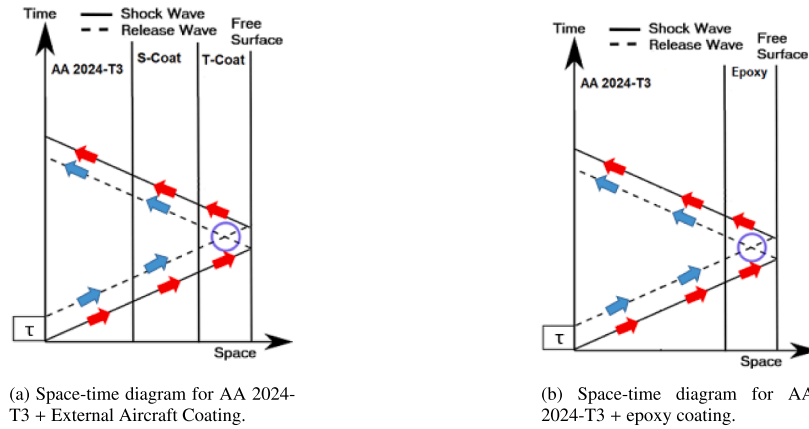 Time
Shock Wave
Release Wave
Free
Surface
AA 2024-T3
S-Coat
T-Coat
τ
Space
(a) Space-time diagram for AA 2024-
T3 + External Aircraft Coating.
Time
Shock Wave
Release Wave
Free
Surface
AA 2024-T3
Epoxy
τ
Space
(b) Space-time diagram for AA
2024-T3 + epoxy coating.